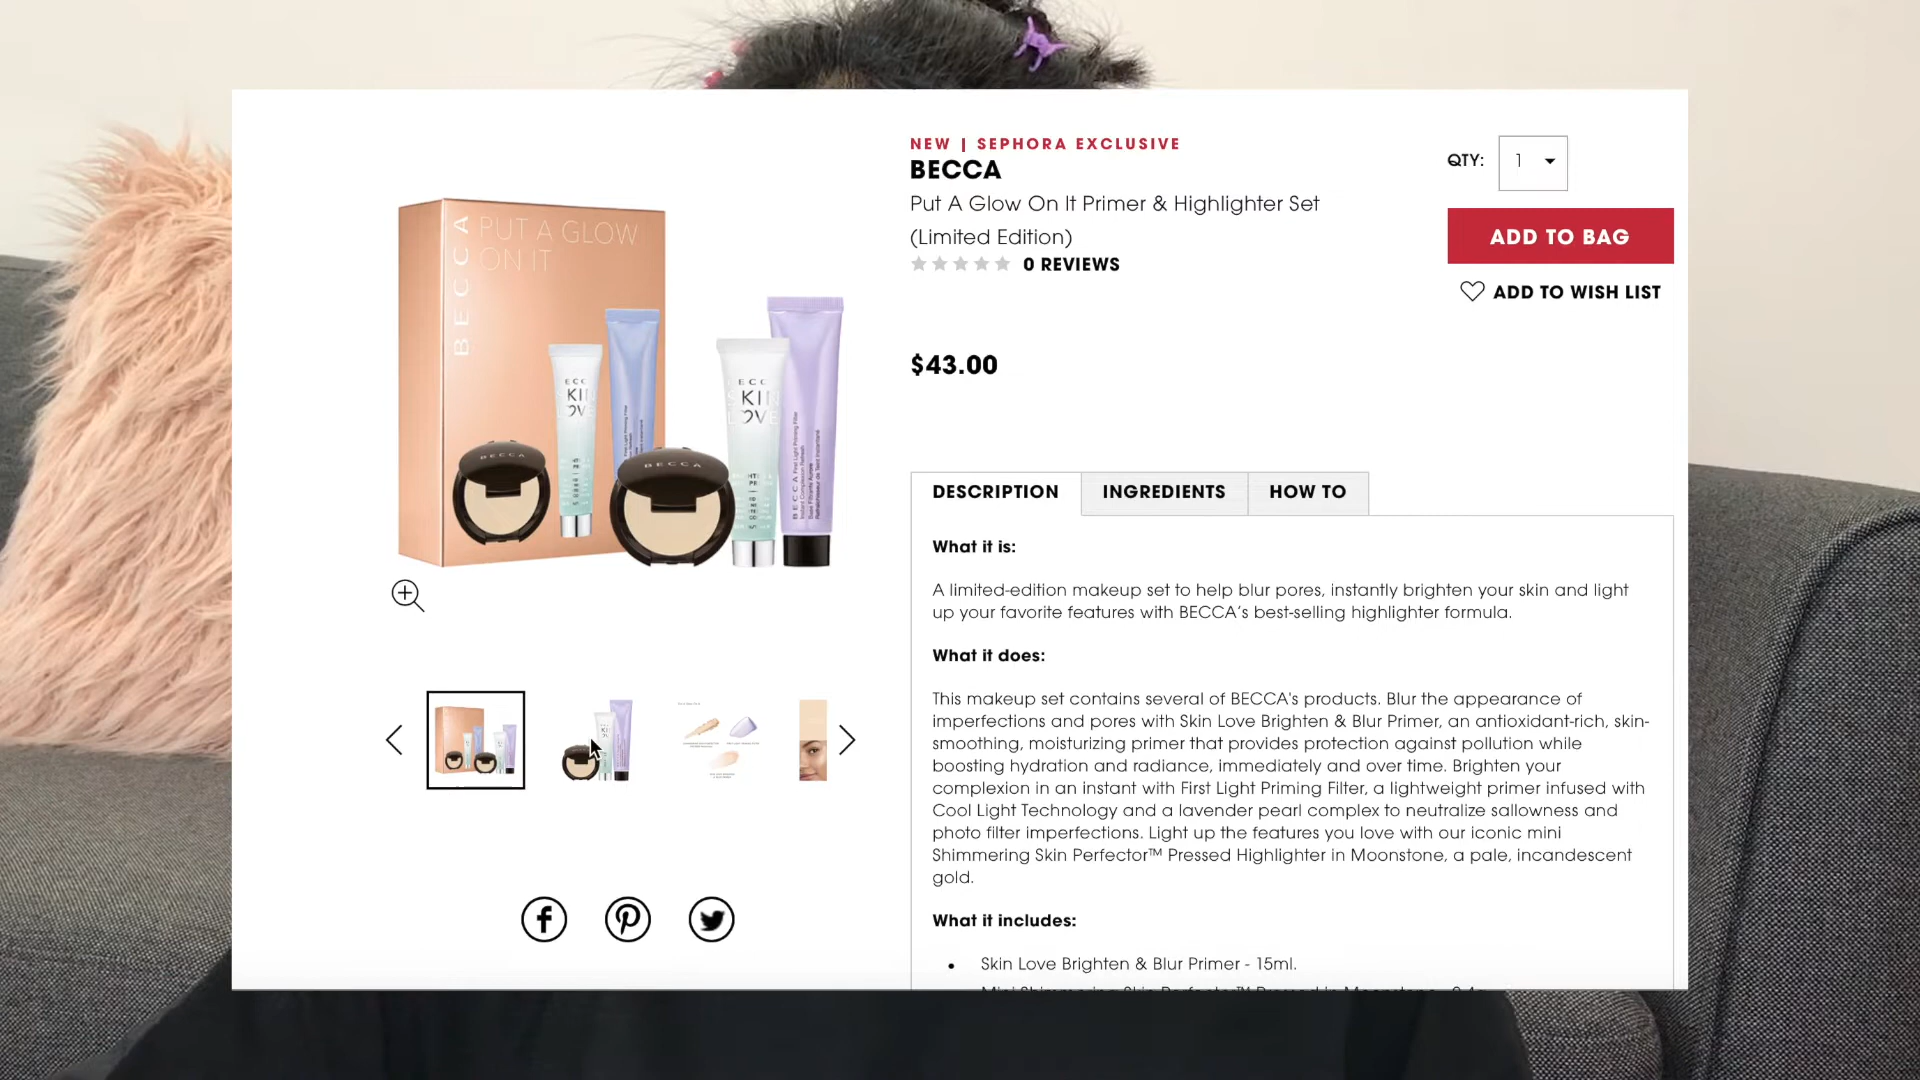 NEW | SEPHORA EXCLUSIVE
BECCA
Put A Glow On It Primer & Highlighter Set
(Limited Edition)
0 REVIEWS
QTY: 1
ADD TO BAG
ADD TO WISH LIST
$43.00
BECCA
PUT A GLOW
ON IT
BECCA
BECCA
BECCA First Light Priming Filter
DESCRIPTION
INGREDIENTS
HOW TO
What it is:
A limited-edition makeup set to help blur pores, instantly brighten your skin and light
up your favorite features with BECCA's best-selling highlighter formula.
What it does:
This makeup set contains several of BECCA's products. Blur the appearance of
imperfections and pores with Skin Love Brighten & Blur Primer, an antioxidant-rich, skin-
smoothing, moisturizing primer that provides protection against pollution while
boosting hydration and radiance, immediately and over time. Brighten your
complexion in an instant with First Light Priming Filter, a lightweight primer infused with
Cool Light Technology and a lavender pearl complex to neutralize sallowness and
photo filter imperfections. Light up the features you love with our iconic mini
Shimmering Skin Perfector™ Pressed Highlighter in Moonstone, a pale, incandescent
gold.
What it includes:
Skin Love Brighten & Blur Primer - 15ml.